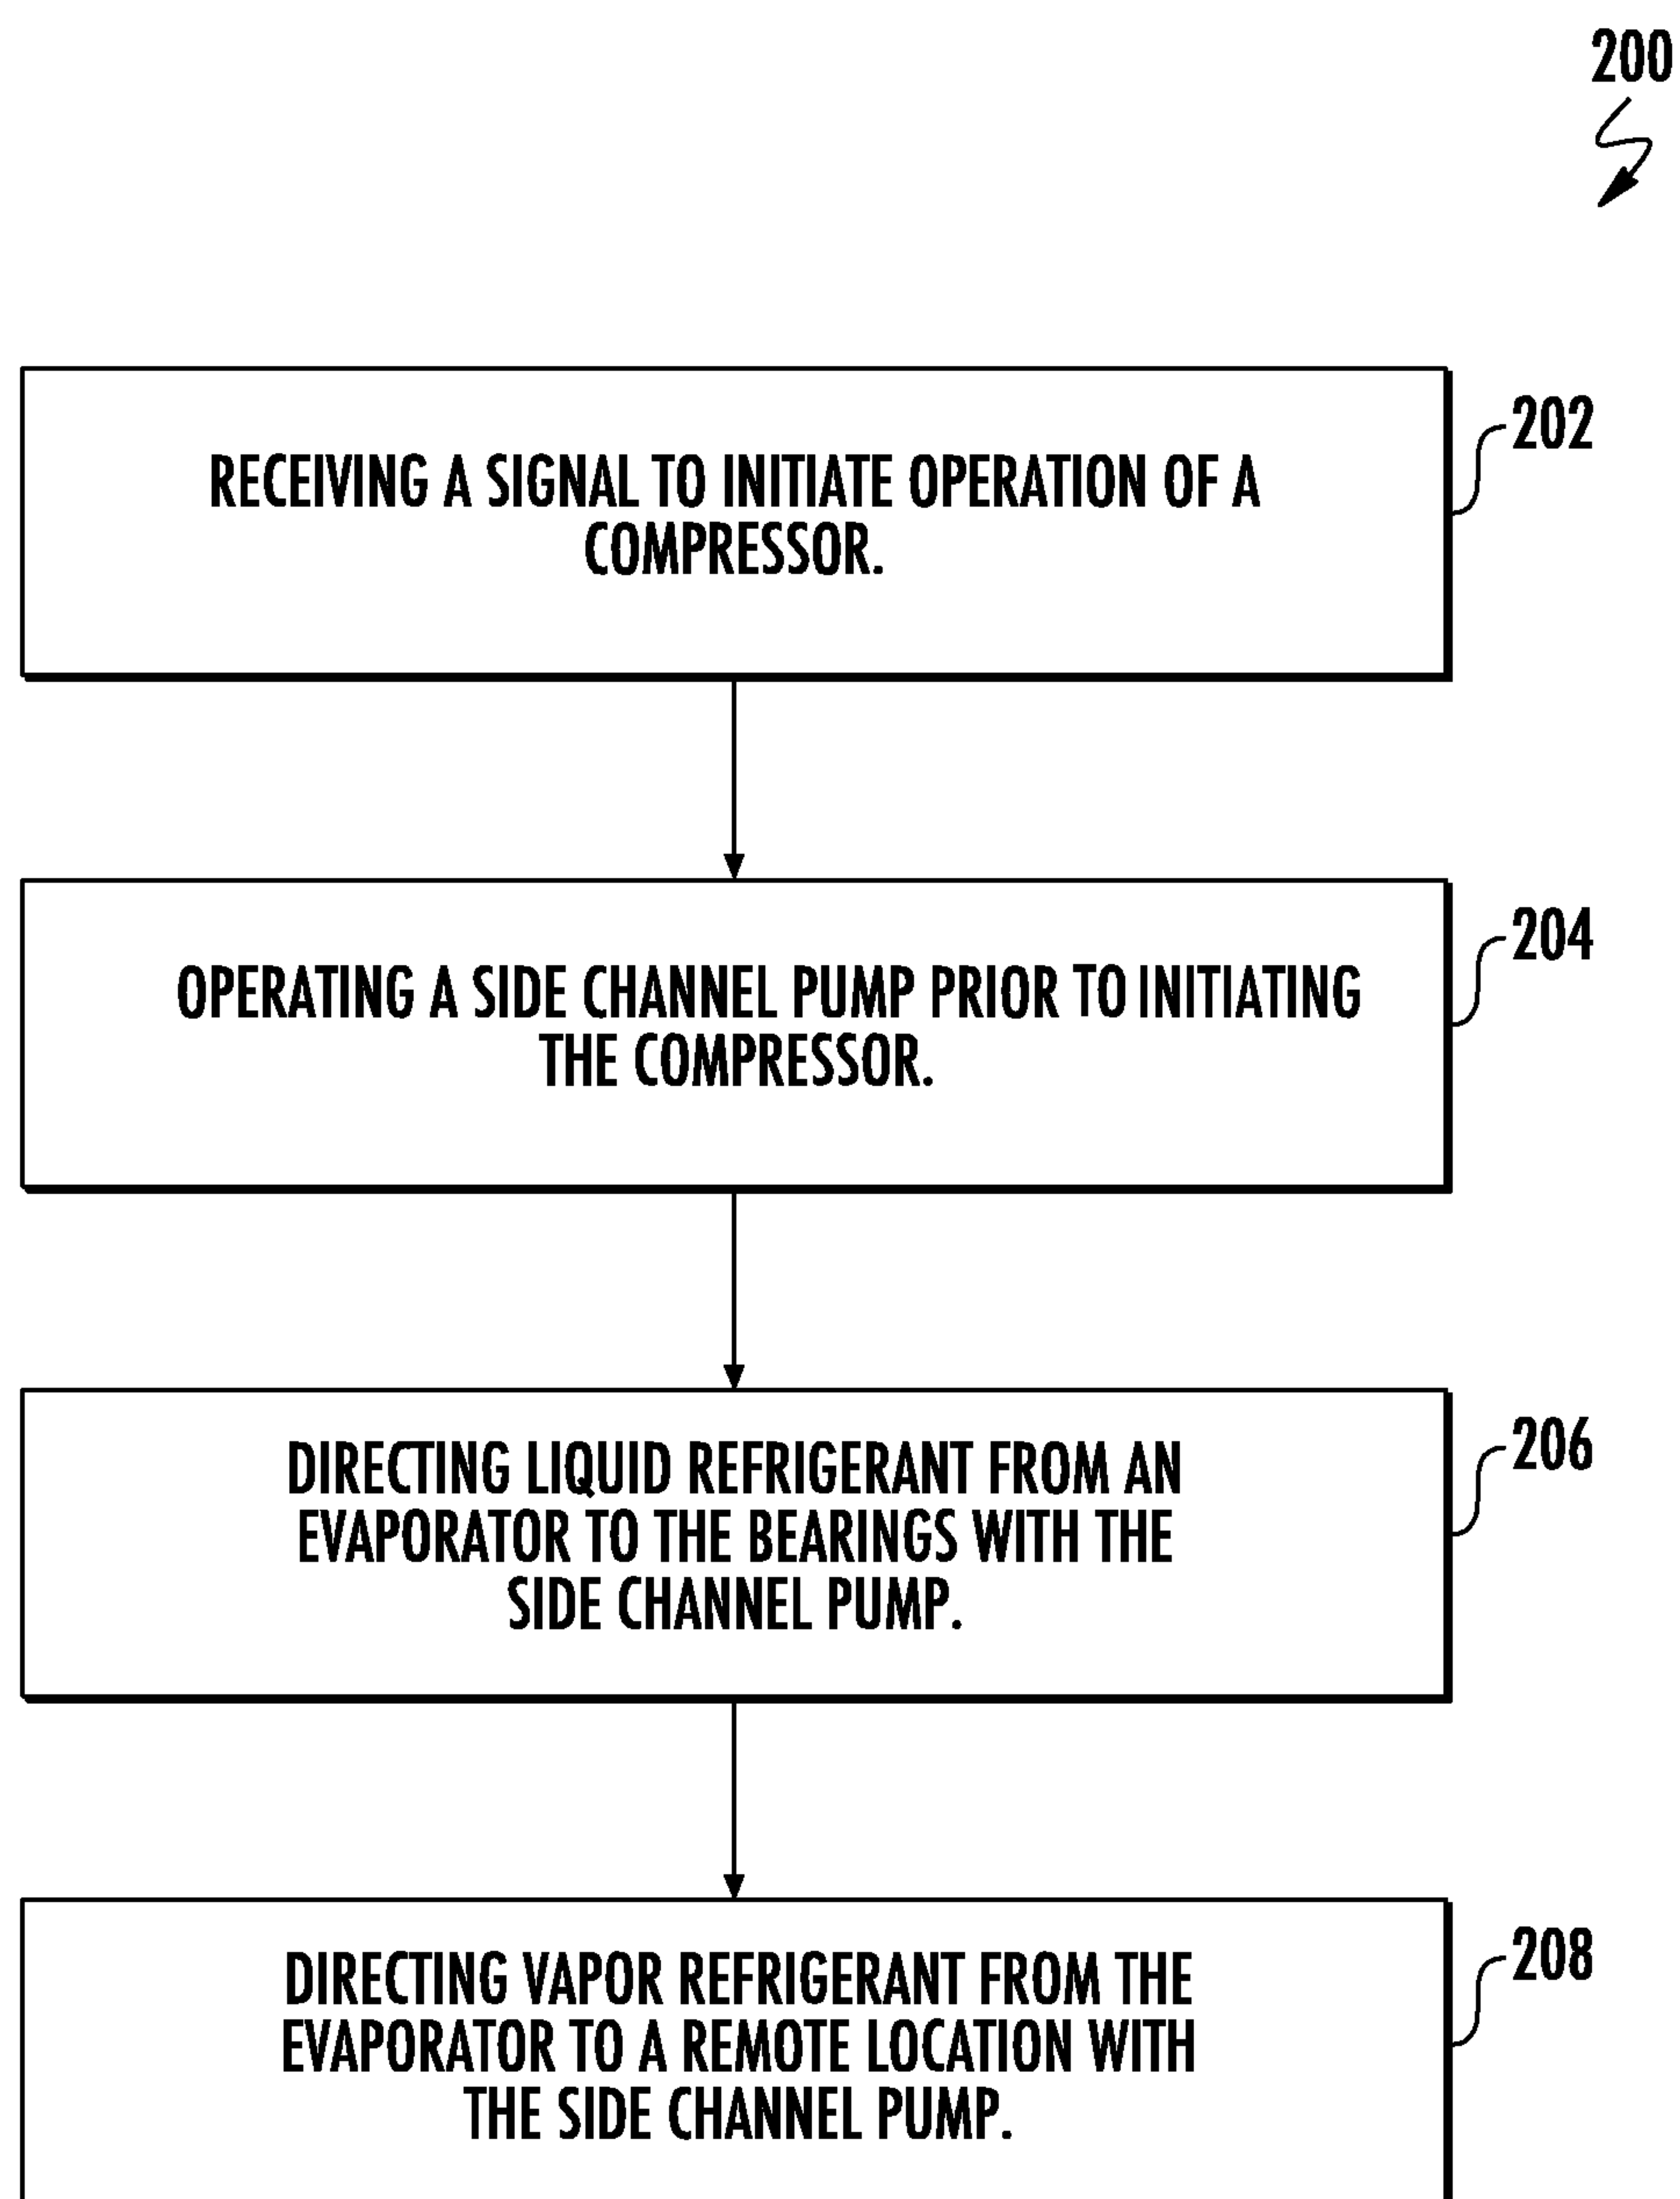 200
RECEIVING A SIGNAL TO INITIATE OPERATION OF A
COMPRESSOR.
202
OPERATING A SIDE CHANNEL PUMP PRIOR TO INITIATING
THE COMPRESSOR.
204
DIRECTING LIQUID REFRIGERANT FROM AN
EVAPORATOR TO THE BEARINGS WITH THE
SIDE CHANNEL PUMP.
206
DIRECTING VAPOR REFRIGERANT FROM THE
EVAPORATOR TO A REMOTE LOCATION WITH
THE SIDE CHANNEL PUMP.
208